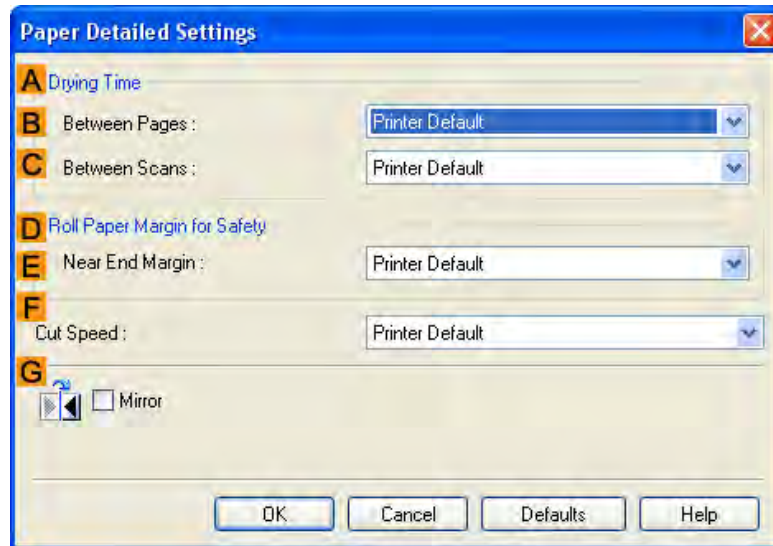 Paper Detailed Settings
A Drying Time
B Between Pages : Printer Default
C Between Scans : Printer Default
D Roll Paper Margin for Safety
E Near End Margin : Printer Default
F
Cut Speed : Printer Default
G
Mirror
OK Cancel Defaults Help